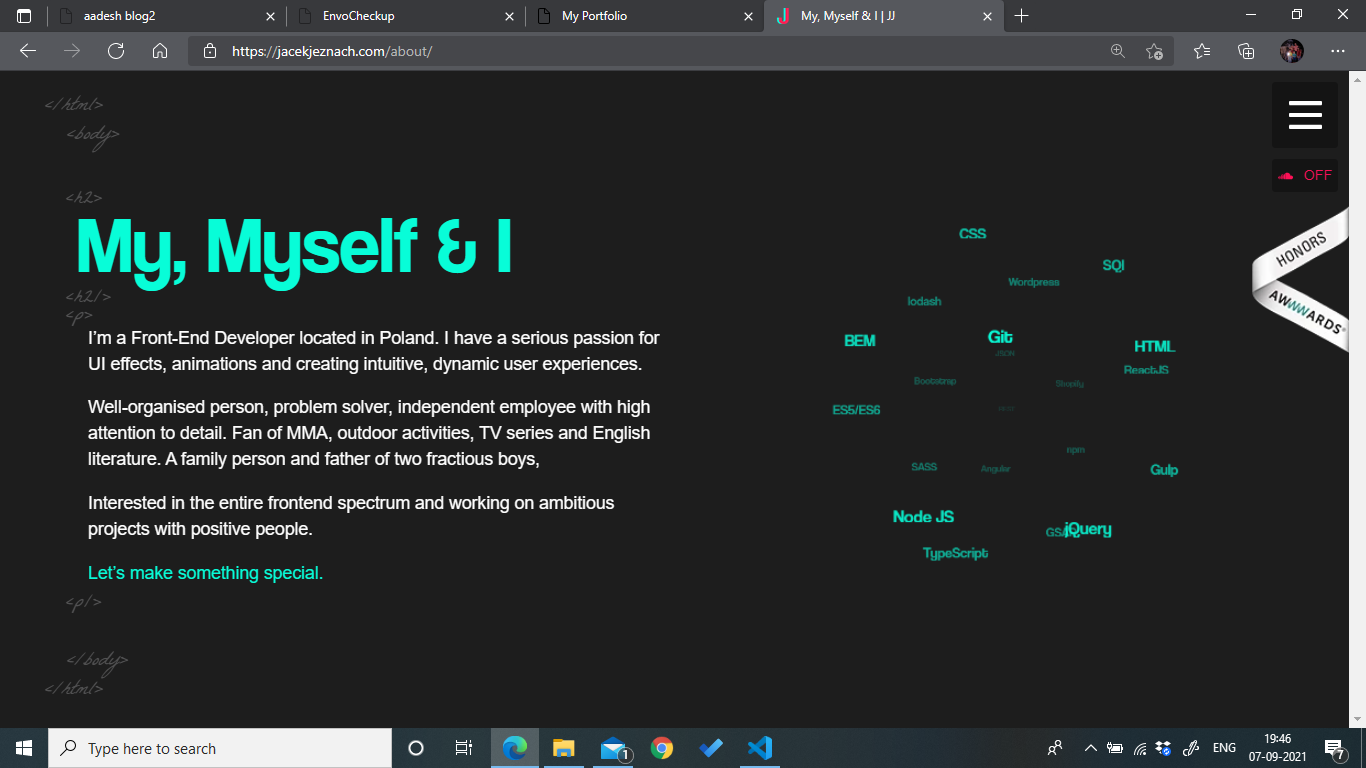 aadesh blog2
EnvoCheckup
My Portfolio
My, Myself & I | JJ
https://jacekjeznach.com/about/
</html>
<body>
OFF
<h2>
My, Myself & I
HONORS
AWWWARDS®
<h2/>
<p>
I'm a Front-End Developer located in Poland. I have a serious passion for
UI effects, animations and creating intuitive, dynamic user experiences.
Well-organised person, problem solver, independent employee with high
attention to detail. Fan of MMA, outdoor activities, TV series and English
literature. A family person and father of two fractious boys,
Interested in the entire frontend spectrum and working on ambitious
projects with positive people.
Let's make something special.
<p/>
</body>
</html>
CSS
SQl
Wordpress
lodash
BEM
Git
HTML
JSON
ReactJS
Bootstrap
Shopify
ES5/ES6
npm
SASS
Angular
Gulp
Node JS
jQuery
TypeScript
Type here to search
1
ENG
19:46
07-09-2021
7